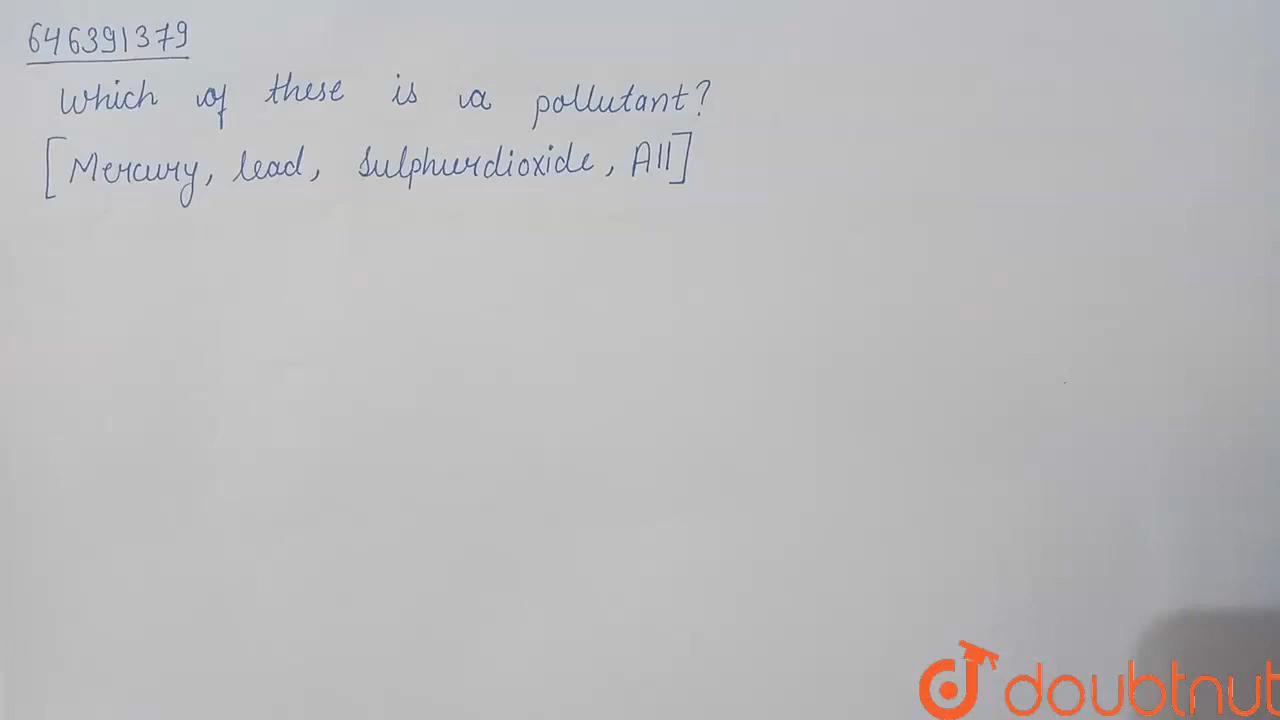 646391379
Which of these is a pollutant?
[Mercury, lead, Sulphurdioxide, All]
doubtnut